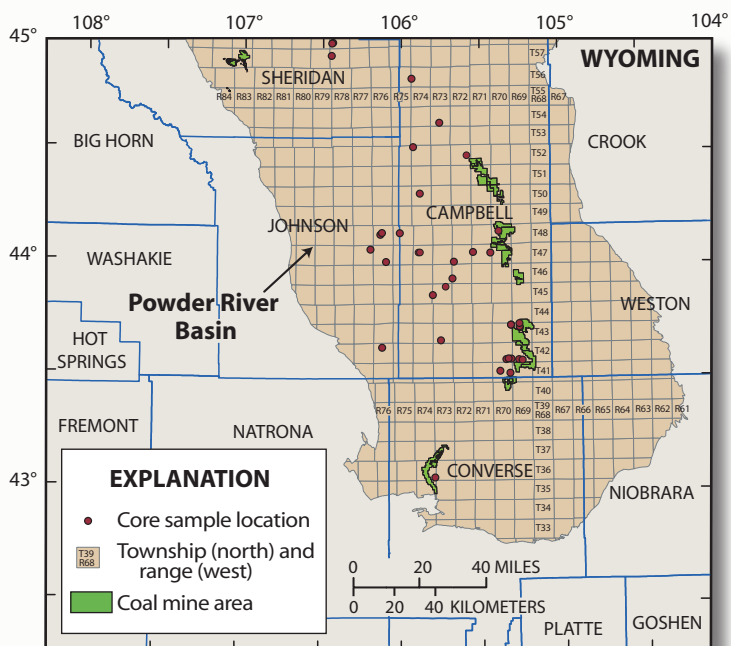 108°
107°
106°
105°
104°
45°
WYOMING
T57
SHERIDAN
T56
R84 R83 R82 R81 R80 R79 R78 R77 R76 R75 R74 R73 R72 R71 R70 R69 T55 R68 R67
T54
T53
BIG HORN
CROOK
T52
T51
T50
CAMPBELL
T49
JOHNSON
T48
44°
WASHAKIE
T47
T46
T45
Powder River
Basin
WESTON
T44
T43
HOT
SPRINGS
T42
T41
T40
R76 R75 R74 R73 R72 R71 R70 R69 T39 R68 R67 R66 R65 R64 R63 R62 R61
FREMONT
NATRONA
T38
T37
43°
CONVERSE
T36
T35
NIOBRARA
T34
T33
EXPLANATION
Core sample location
T39
R68
Township (north) and
range (west)
Coal mine area
0 20 40 MILES
0 20 40 KILOMETERS
PLATTE
GOSHEN